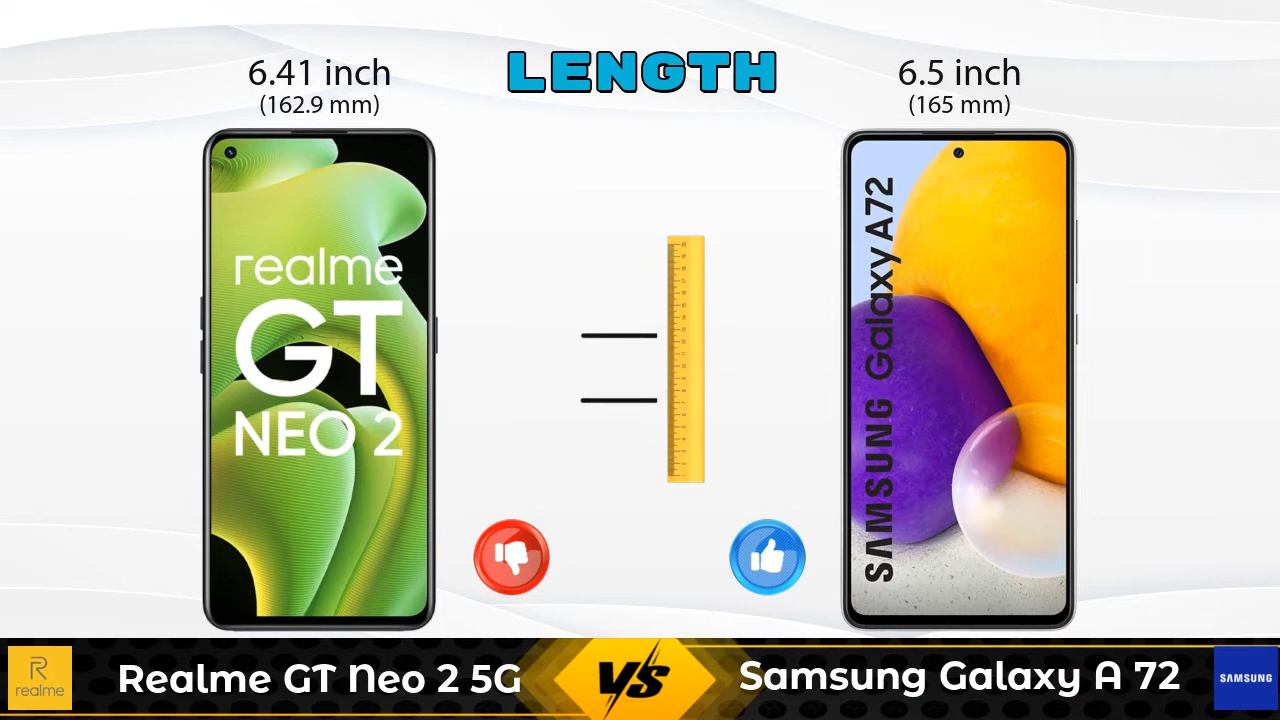 LENGTH
6.41 inch
(162.9 mm)
6.5 inch
(165 mm)
realme
GT
NEO 2
SAMSUNG Galaxy A72
realme
Realme GT Neo 2 5G
VS
Samsung Galaxy A 72
SAMSUNG